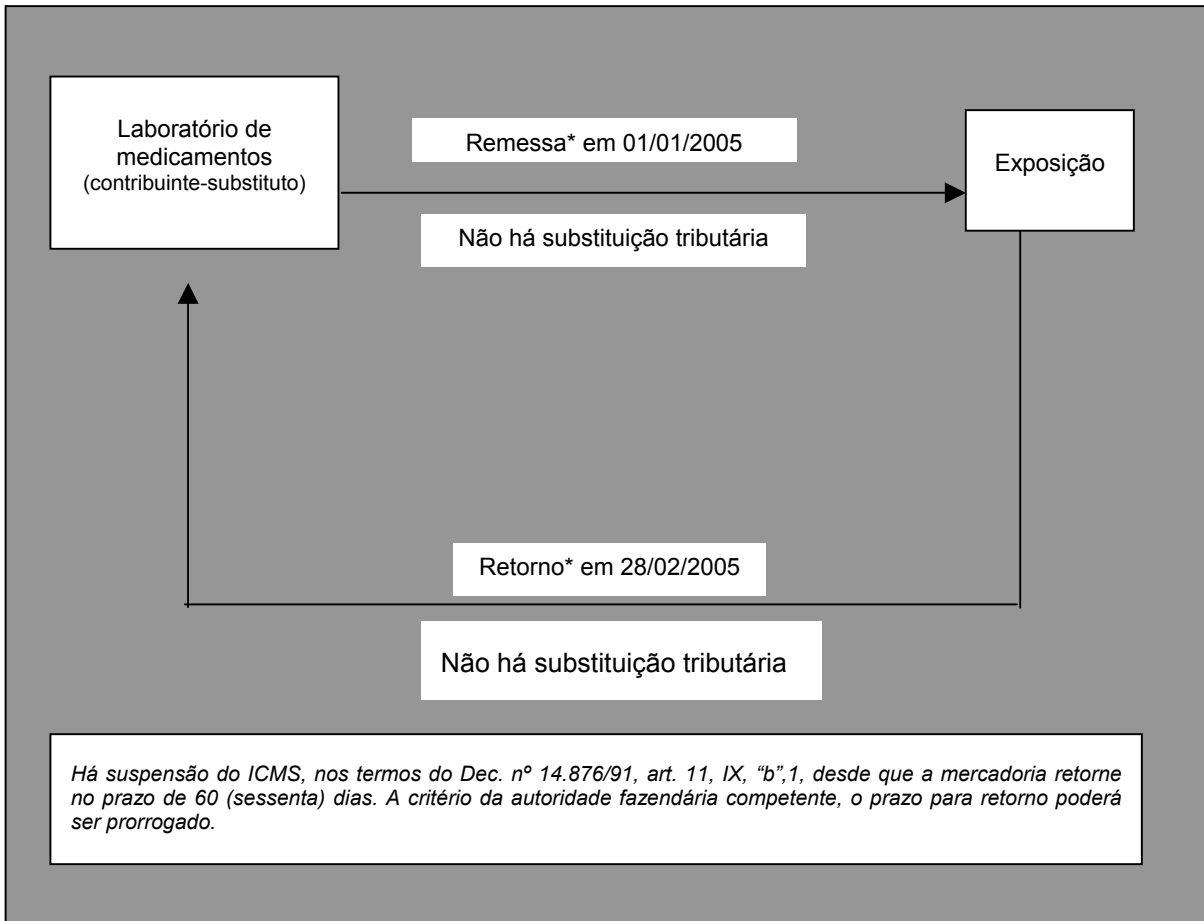 Laboratório de
medicamentos
(contribuinte-substituto)
Remessa* em 01/01/2005
Exposição
Não há substituição tributária
Retorno* em 28/02/2005
Não há substituição tributária
Há suspensão do ICMS, nos termos do Dec. nº 14.876/91, art. 11, IX, “b”,1, desde que a mercadoria retorne
no prazo de 60 (sessenta) dias. A critério da autoridade fazendária competente, o prazo para retorno poderá
ser prorrogado.